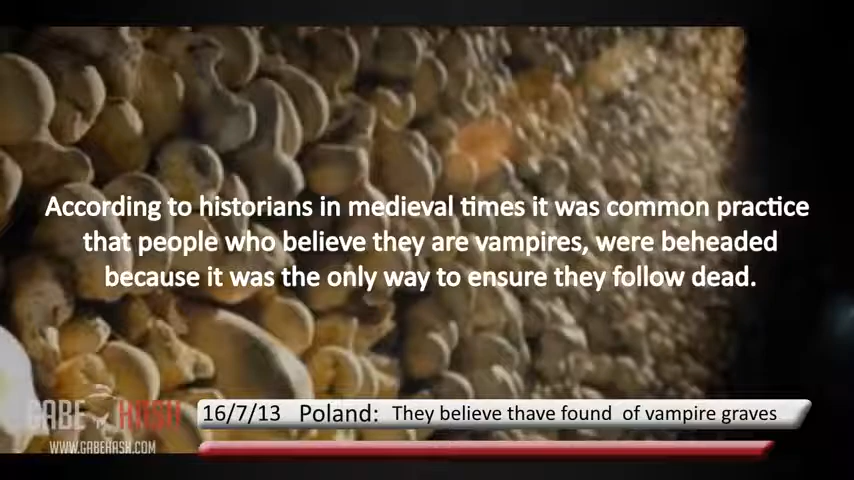 According to historians in medieval times it was common practice
that people who believe they are vampires, were beheaded
because it was the only way to ensure they follow dead.
GABE HASH
16/7/13 Poland: They believe thave found of vampire graves
WWW.GABEHASH.COM